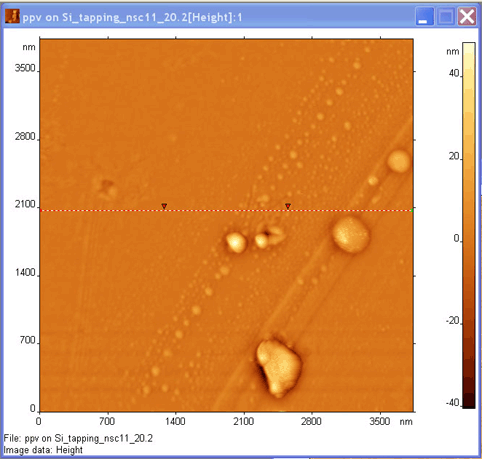 ppv on Si_tapping_nsc11_20.2[Height]:1
nm
3500
2800
2100
1400
700
0
0 700 1400 2100 2800 3500 nm
nm
40
20
0
-20
-40
File: ppv on Si_tapping_nsc11_20.2
Image data: Height